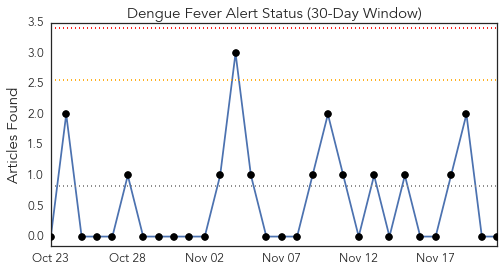 Dengue Fever Alert Status (30-Day Window)
Articles Found
3.5
3.0
2.5
2.0
1.5
1.0
0.5
0.0
Oct 23 Oct 28 Nov 02 Nov 07 Nov 12 Nov 17